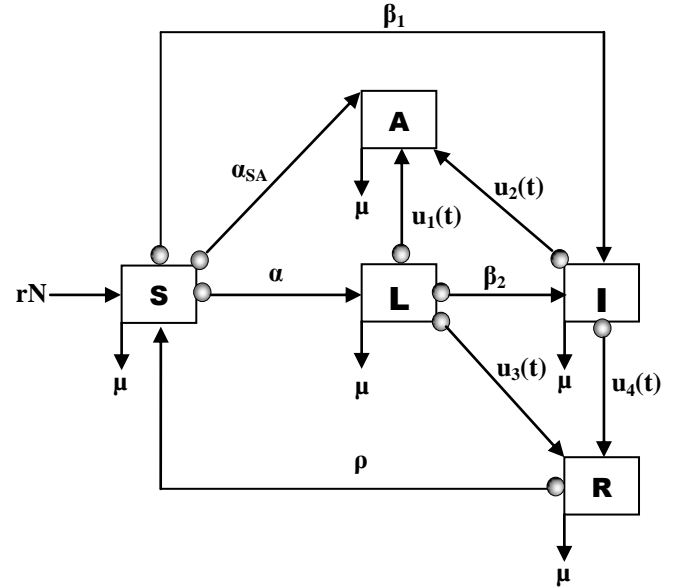 β1
A
αSA
u2(t)
μ
u1(t)
rN
S
α
L
β2
I
μ
μ
μ
u3(t)
u4(t)
ρ
R
μ